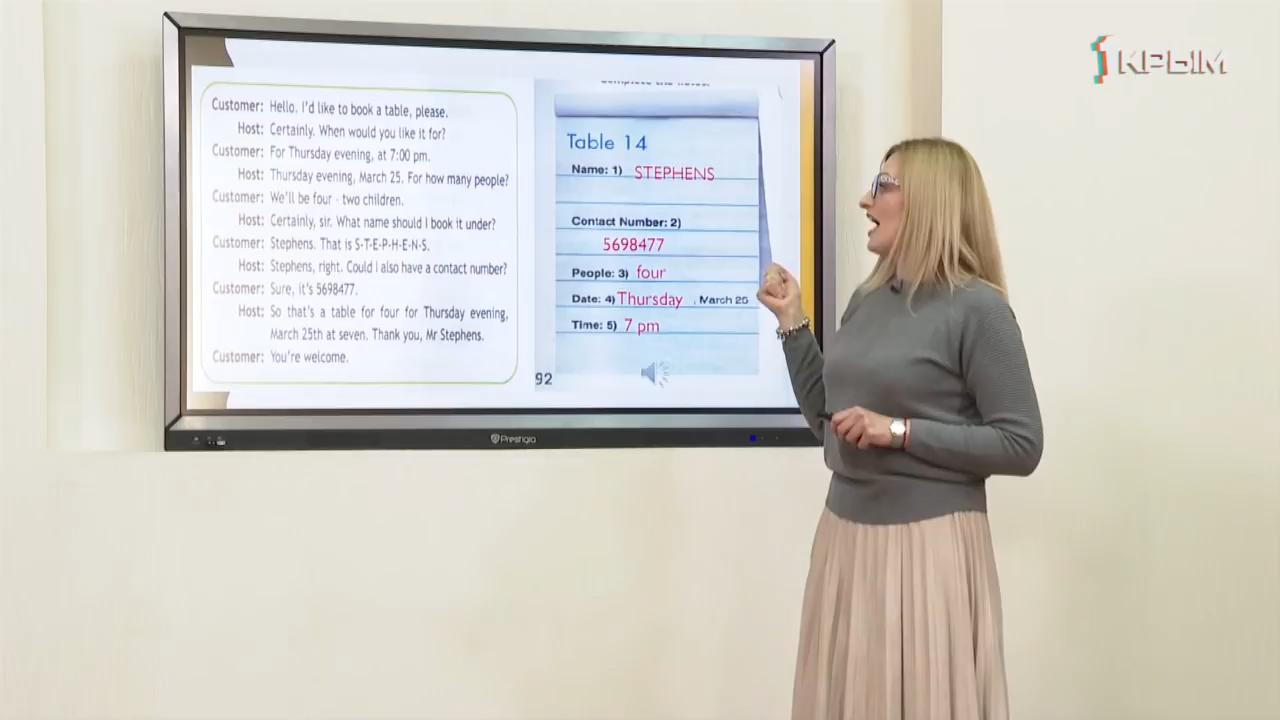 Customer: Hello. I'd like to book a table, please.
Host: Certainly. When would you like it for?
Customer: For Thursday evening, at 7:00 pm.
Host: Thursday evening, March 25. For how many people?
Customer: We'll be four - two children.
Host: Certainly, sir. What name should I book it under?
Customer: Stephens. That is S-T-E-P-H-E-N-S.
Host: Stephens, right. Could I also have a contact number?
Customer: Sure, it's 5698477.
Host: So that's a table for four for Thursday evening,
March 25th at seven. Thank you, Mr Stephens.
Customer: You're welcome.
Complete the notes.
Table 14
Name: 1) STEPHENS
Contact Number: 2)
5698477
People: 3) four
Date: 4) Thursday , March 25
Time: 5) 7 pm
92
Prestigio
1 КРЫМ